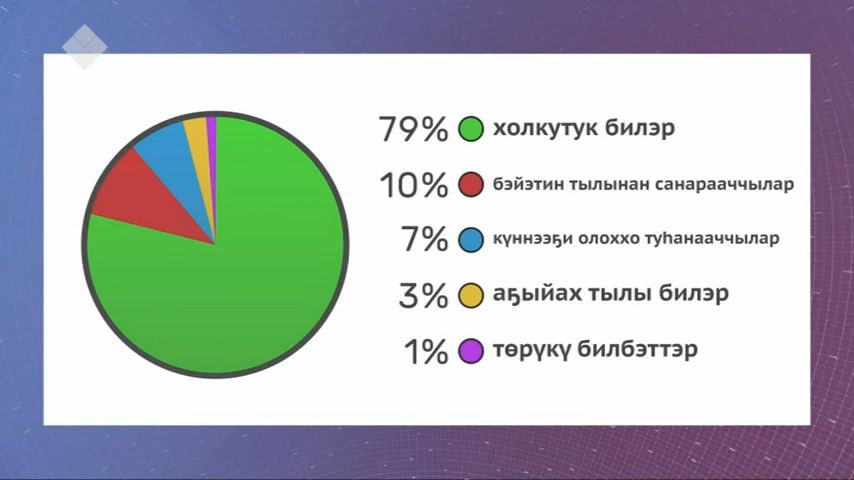 79% холкутук билэр
10% бэйэтин тылынан санарааччылар
7% күннээҕи олоххо туһанааччылар
3% аҕыйах тылы билэр
1% төрүкү билбэттэр